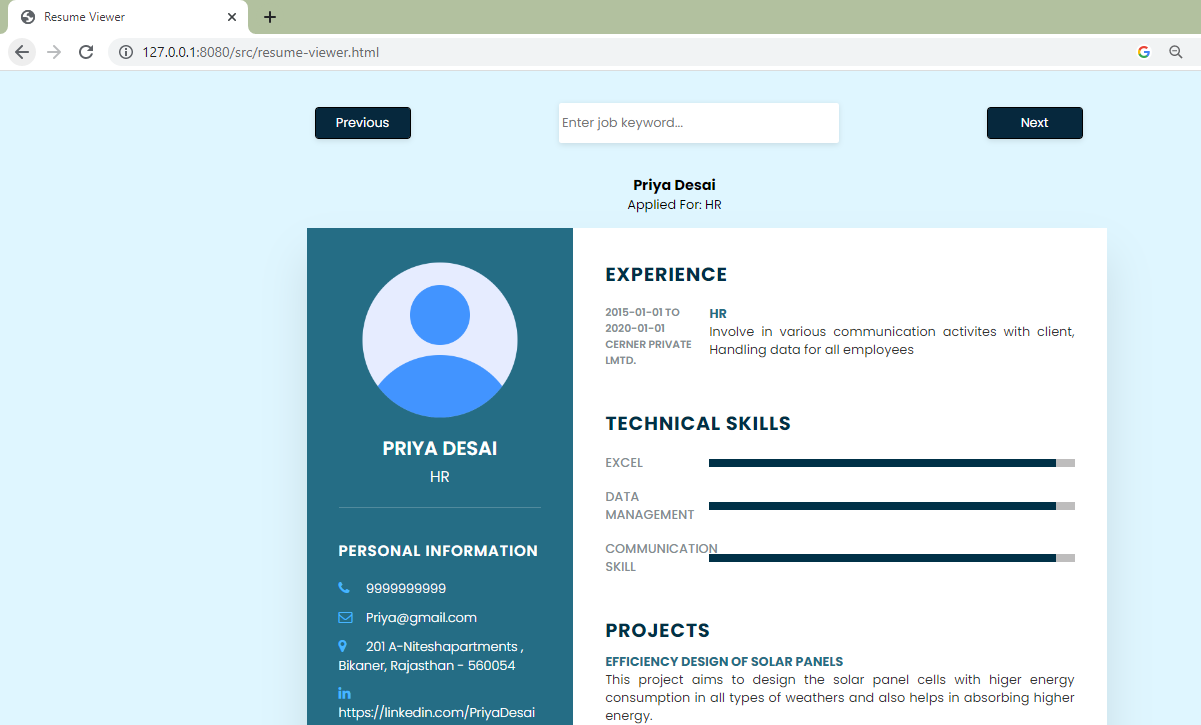 Resume Viewer
127.0.0.1:8080/src/resume-viewer.html
Previous
Enter job keyword...
Next
Priya Desai
Applied For: HR
PRIYA DESAI
HR
PERSONAL INFORMATION
9999999999
Priya@gmail.com
201 A-Niteshapartments ,
Bikaner, Rajasthan - 560054
https://linkedin.com/PriyaDesai
EXPERIENCE
2015-01-01 TO
2020-01-01
CERNER PRIVATE
LMTD.
HR
Involve in various communication activites with client,
Handling data for all employees
TECHNICAL SKILLS
EXCEL
DATA
MANAGEMENT
COMMUNICATION
SKILL
PROJECTS
EFFICIENCY DESIGN OF SOLAR PANELS
This project aims to design the solar panel cells with higer energy
consumption in all types of weathers and also helps in absorbing higher
energy.